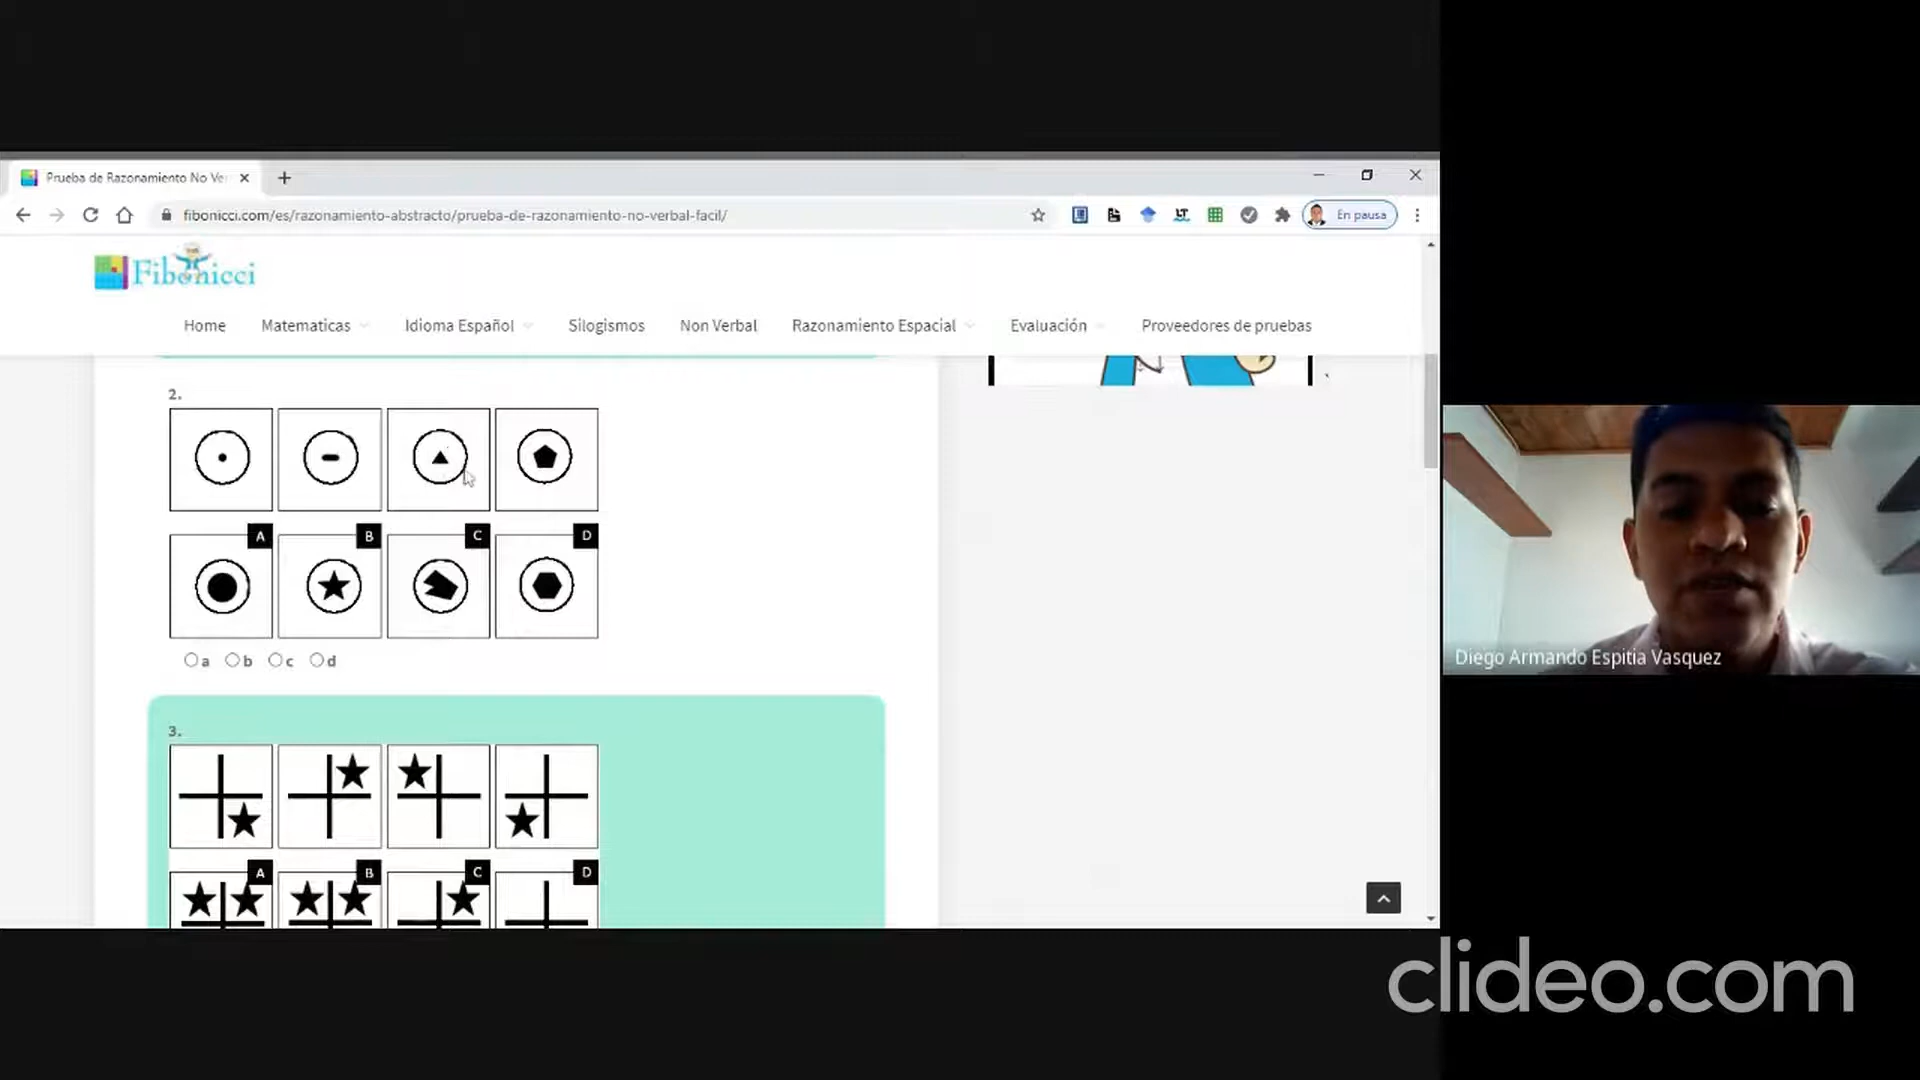 Prueba de Razonamiento No Ve
fibonicci.com/es/razonamiento-abstracto/prueba-de-razonamiento-no-verbal-facil/
LT
En pausa
Fibonicci
Home Matematicas Idioma Español Silogismos Non Verbal Razonamiento Espacial Evaluación Proveedores de pruebas
2.
A B C D
a b c d
3.
A B C D
Diego Armando Espitia Vasquez
clideo.com